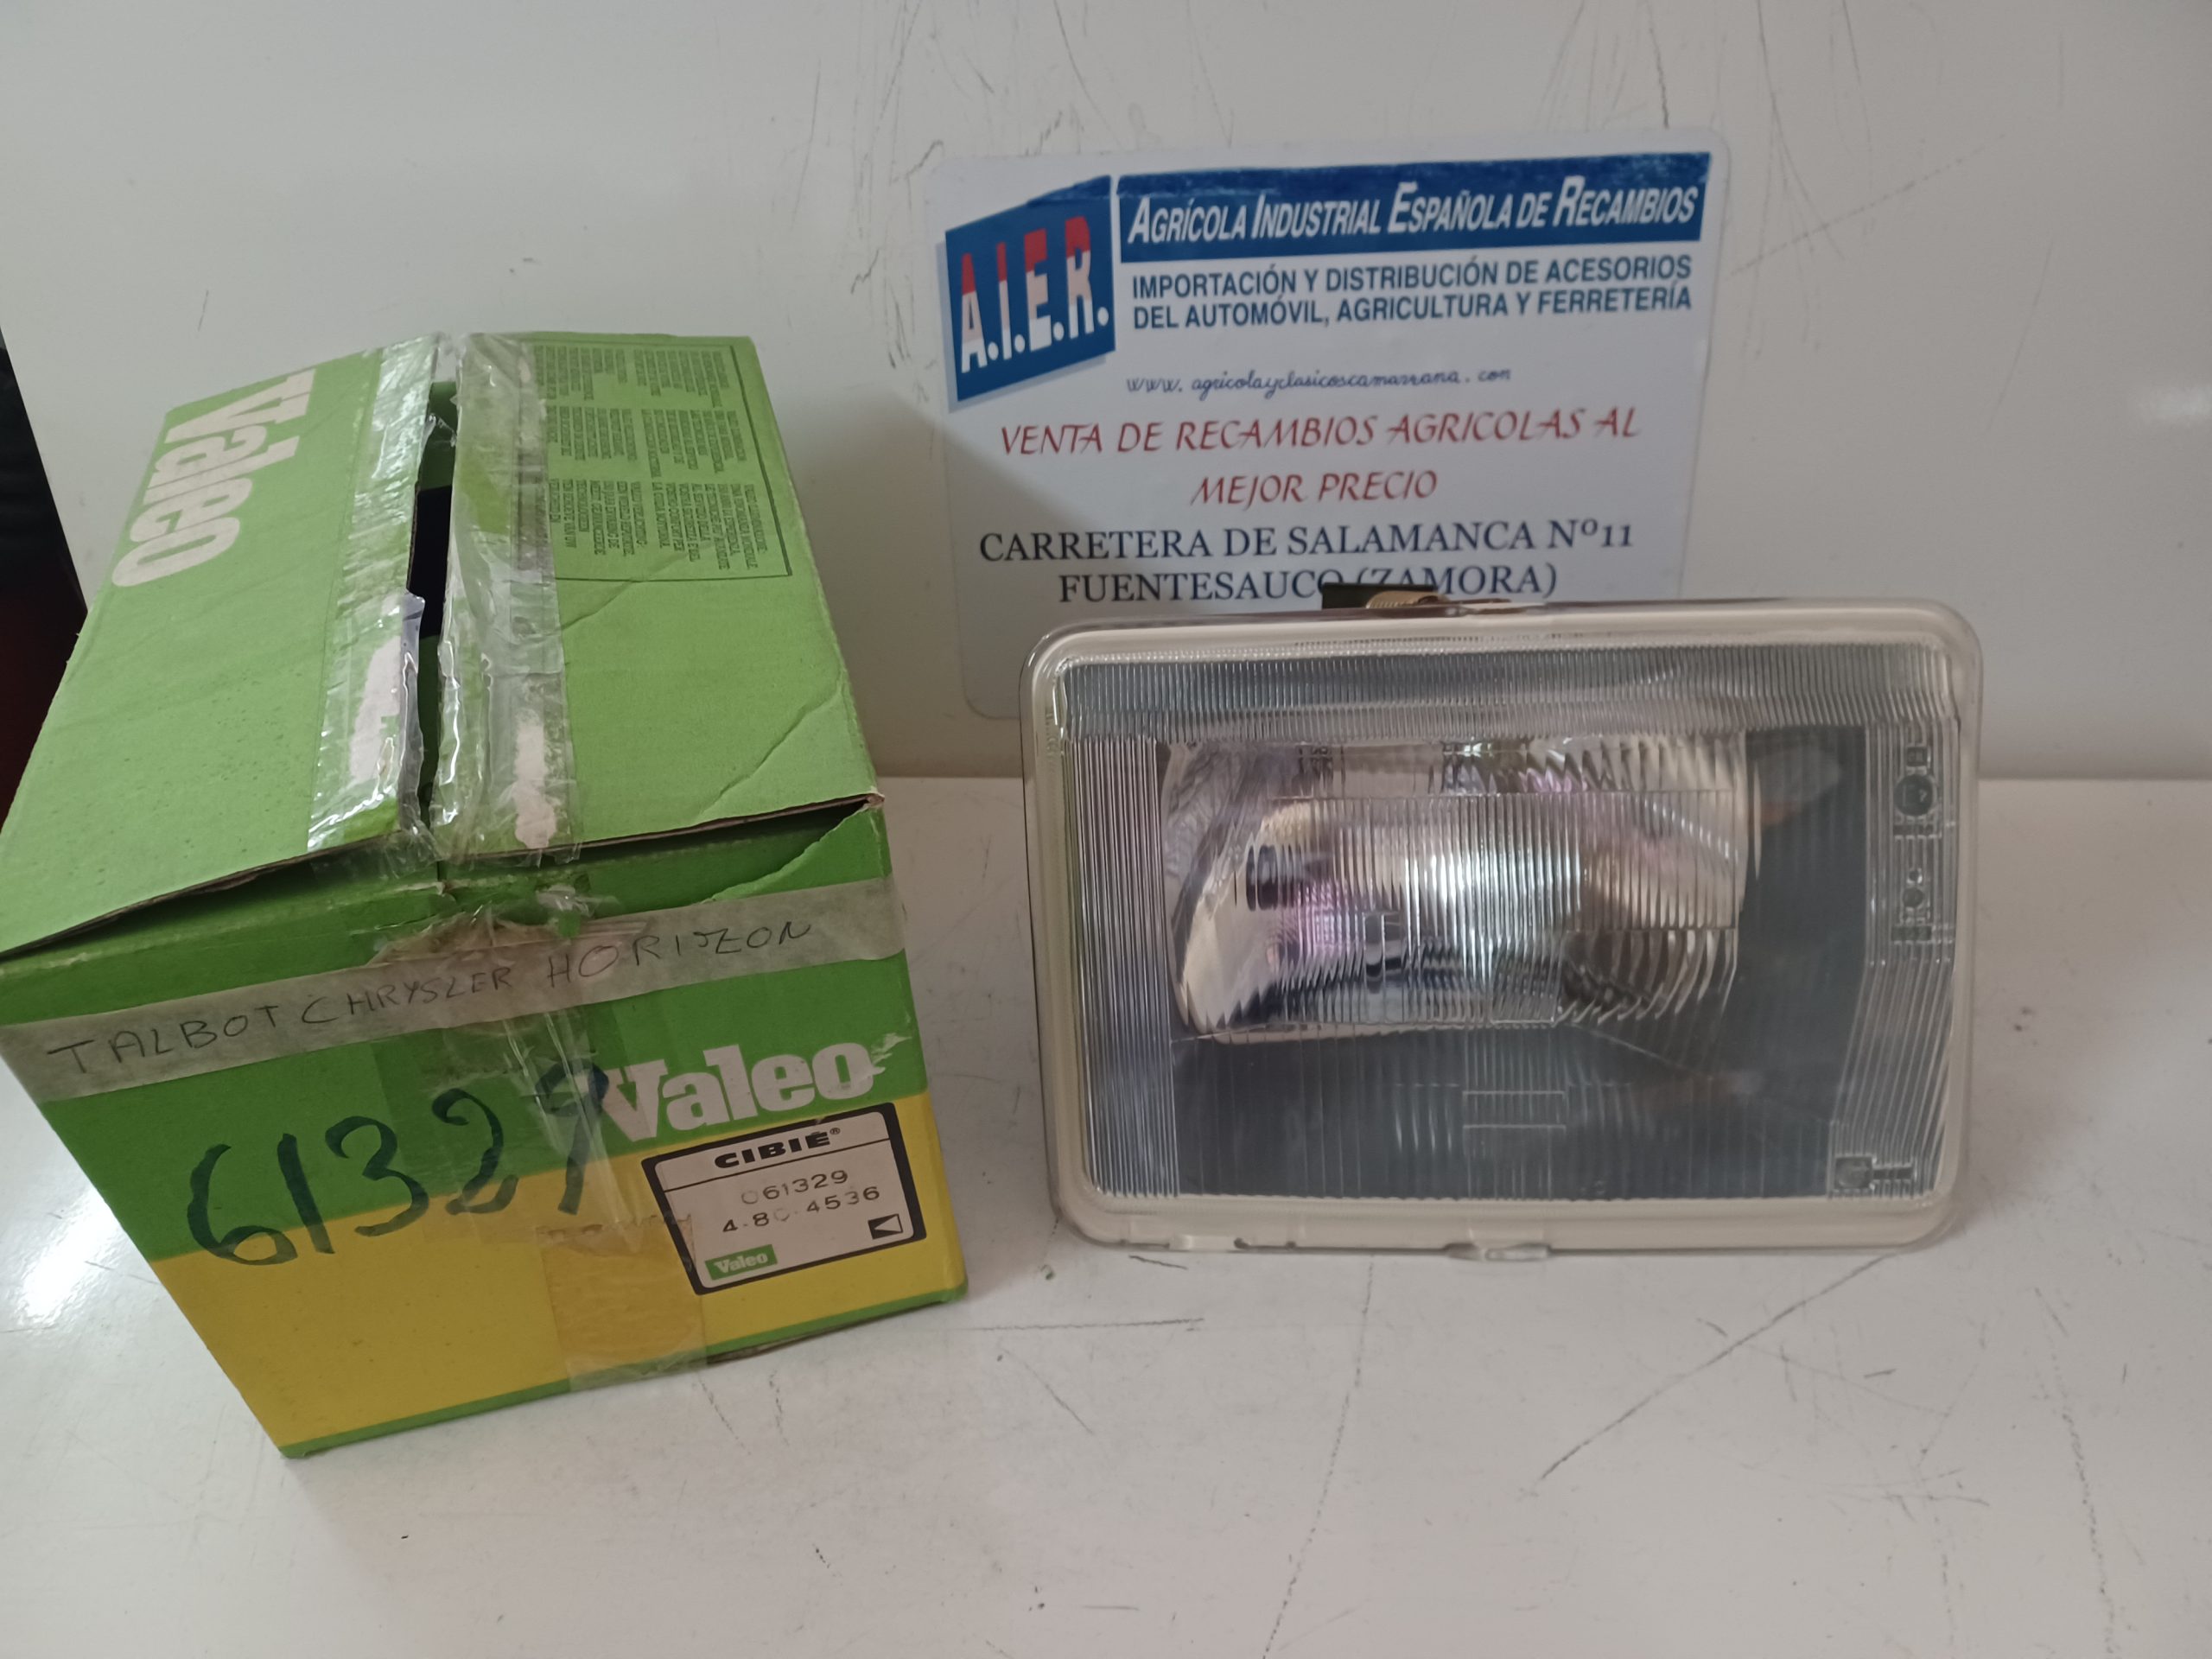 AGRÍCOLA INDUSTRIAL ESPAÑOLA DE RECAMBIOS
A.I.E.R.
IMPORTACIÓN Y DISTRIBUCIÓN DE ACESORIOS
DEL AUTOMÓVIL, AGRICULTURA Y FERRETERÍA
www.agricolayclasicoscamarzana.com
VENTA DE RECAMBIOS AGRICOLAS AL
MEJOR PRECIO
CARRETERA DE SALAMANCA Nº11
FUENTESAUCO (ZAMORA)
Valeo
TALBOT CHRYSLER HORIZON
61329
Valeo
CIBIÉ®
061329
4-80-4536
Valeo